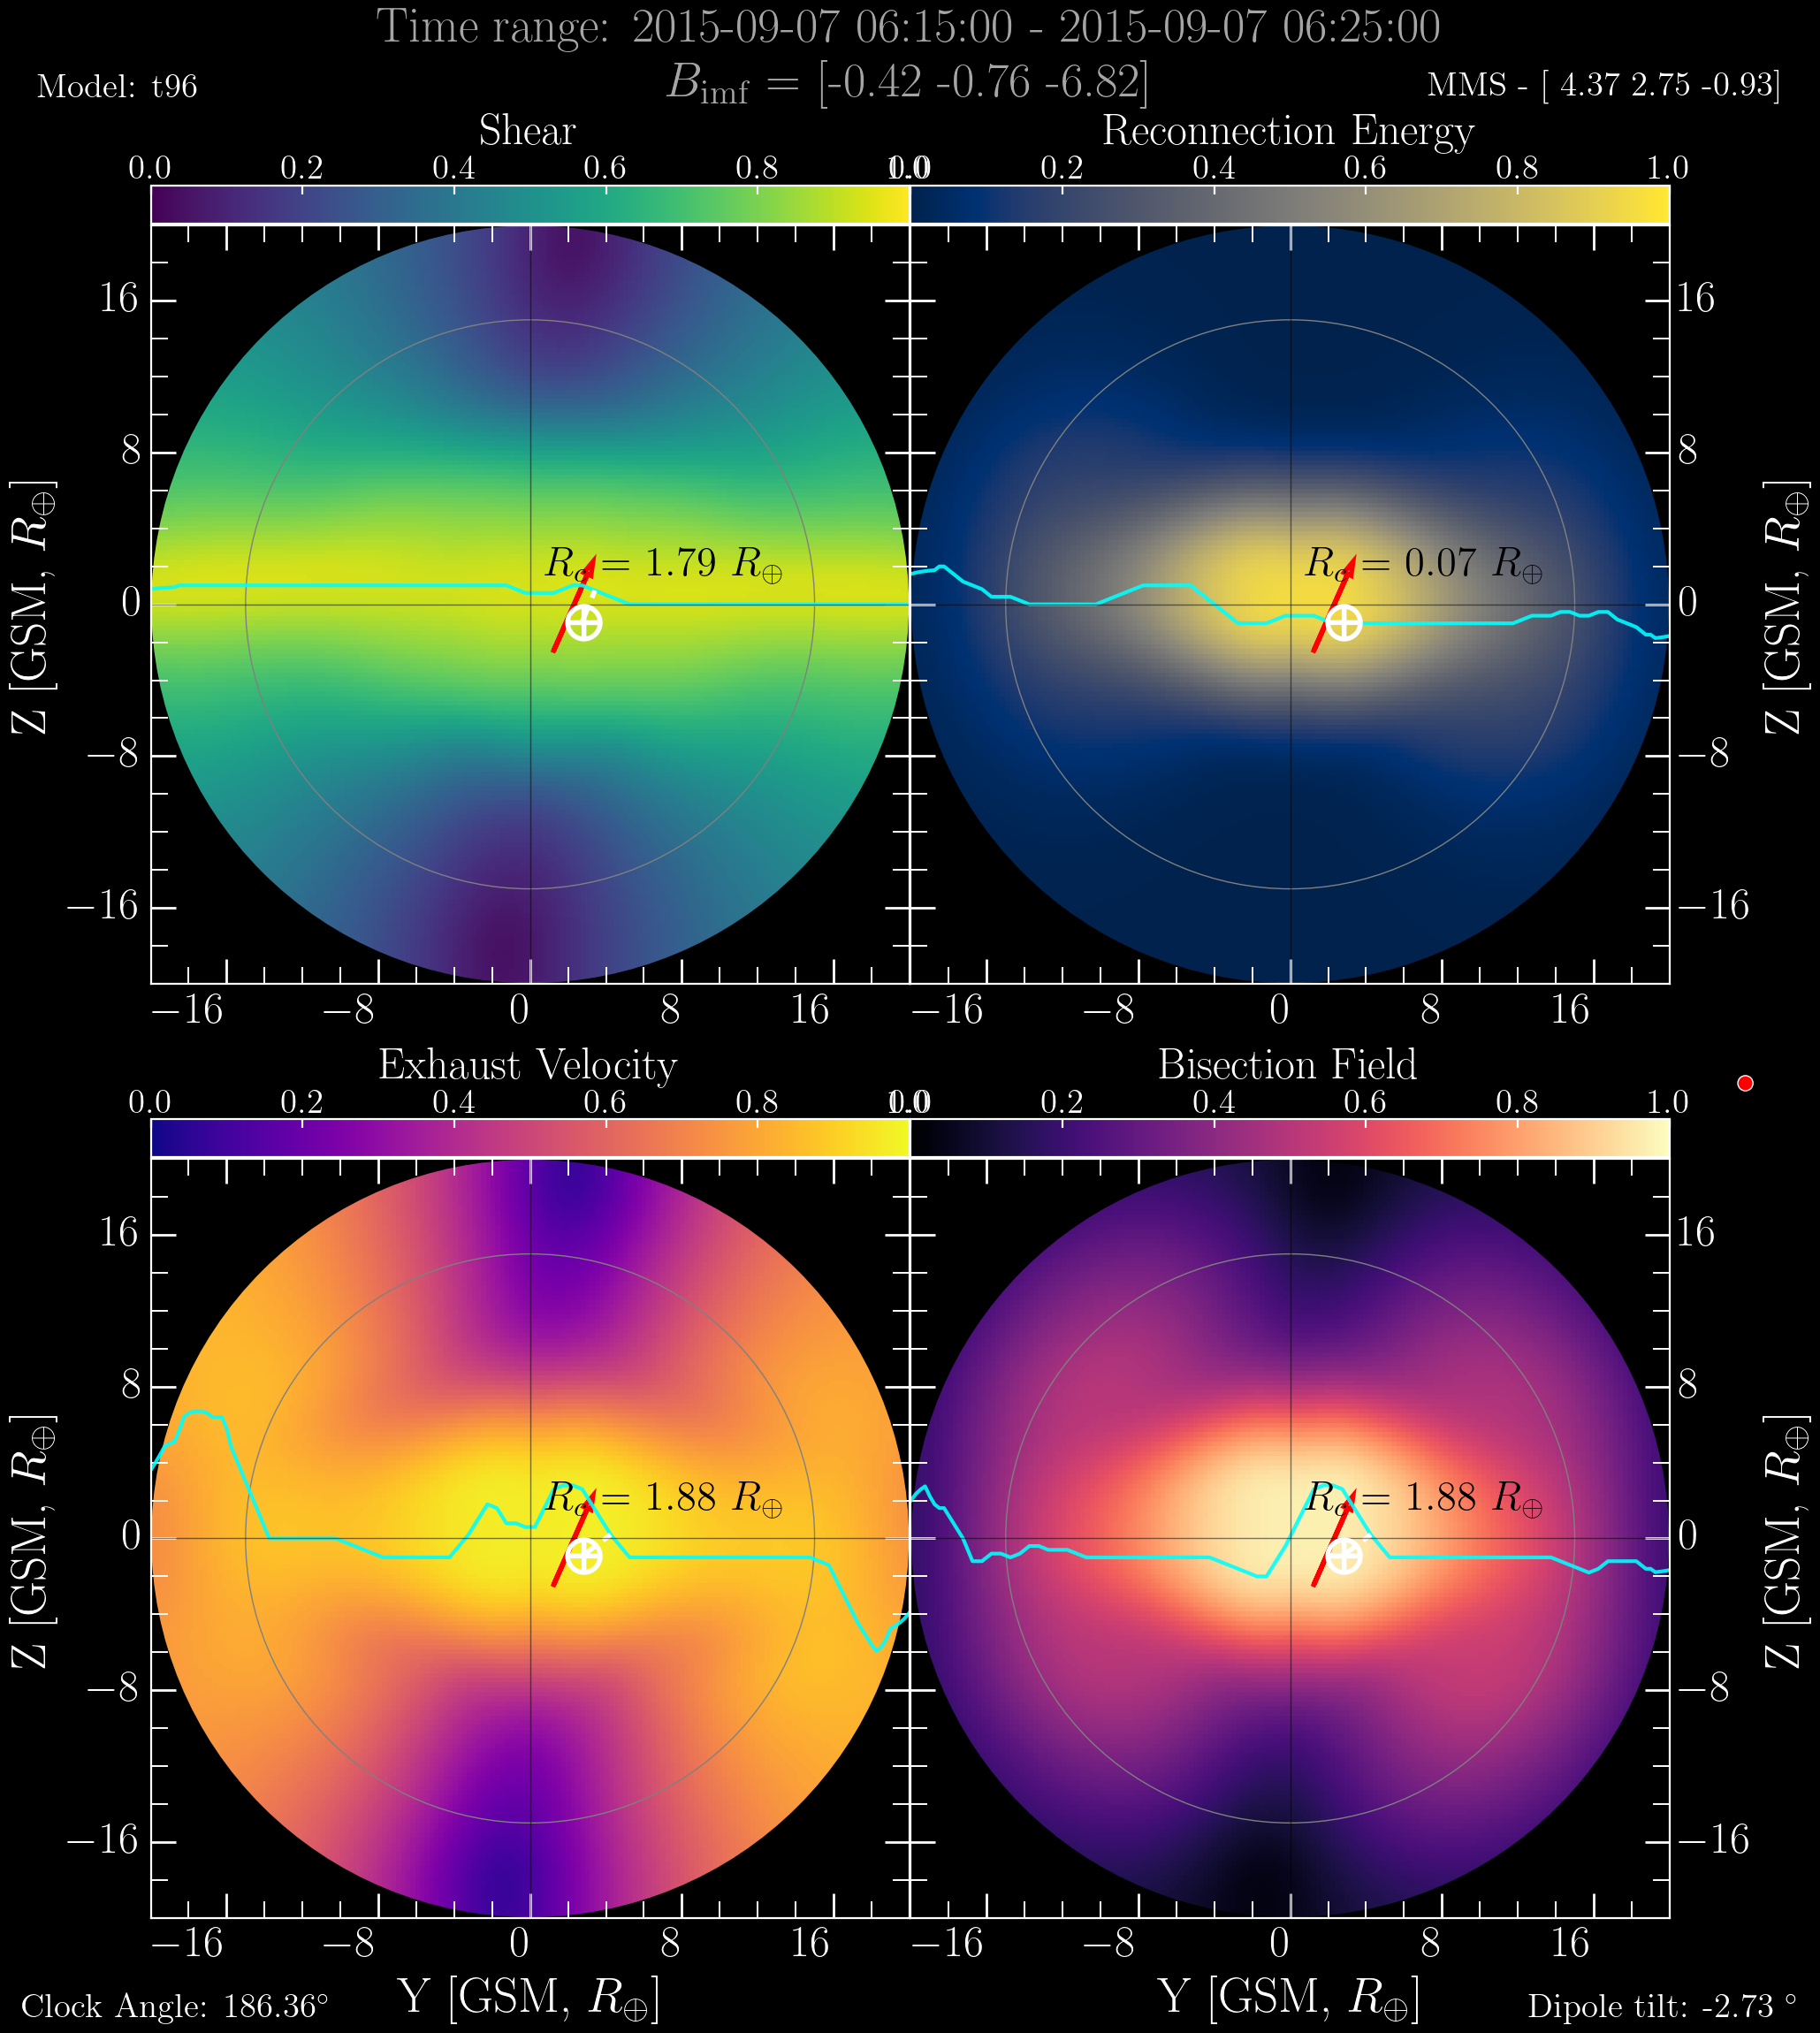 Time range: 2015-09-07 06:15:00 - 2015-09-07 06:25:00
Model: t96
B_imf = [-0.42 -0.76 -6.82]
MMS - [ 4.37 2.75 -0.93]
Shear
Reconnection Energy
0.0 0.2 0.4 0.6 0.8 1.0
0.0 0.2 0.4 0.6 0.8 1.0
16
8
0
−8
−16
Z [GSM, R⊕]
R_c = 1.79 R⊕
R_c = 0.07 R⊕
16
8
0
−8
−16
Z [GSM, R⊕]
−16 −8 0 8 16
−16 −8 0 8 16
Exhaust Velocity
Bisection Field
0.0 0.2 0.4 0.6 0.8 1.0
0.0 0.2 0.4 0.6 0.8 1.0
16
8
0
−8
−16
Z [GSM, R⊕]
R_c = 1.88 R⊕
R_c = 1.88 R⊕
16
8
0
−8
−16
Z [GSM, R⊕]
−16 −8 0 8 16
−16 −8 0 8 16
Y [GSM, R⊕]
Y [GSM, R⊕]
Clock Angle: 186.36°
Dipole tilt: -2.73 °